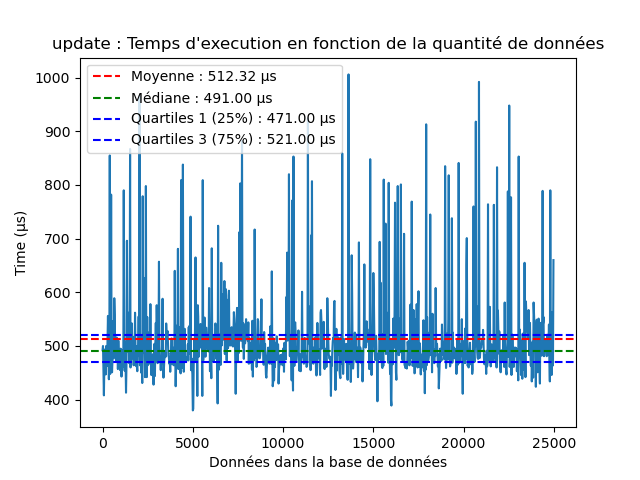 update : Temps d'execution en fonction de la quantité de données
Moyenne : 512.32 µs
Médiane : 491.00 µs
Quartiles 1 (25%) : 471.00 µs
Quartiles 3 (75%) : 521.00 µs
Time (µs)
1000
900
800
700
600
500
400
0 5000 10000 15000 20000 25000
Données dans la base de données